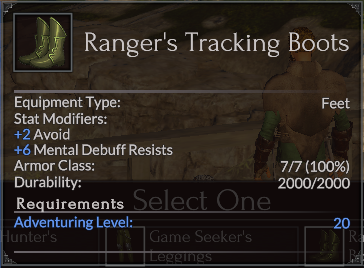 Ranger's Tracking Boots
Equipment Type: Feet
Stat Modifiers:
+2 Avoid
+6 Mental Debuff Resists
Armor Class: 7/7 (100%)
Durability: 2000/2000
Select One
Requirements
Adventuring Level: 20
Hunter's
Game Seeker's
Leggings